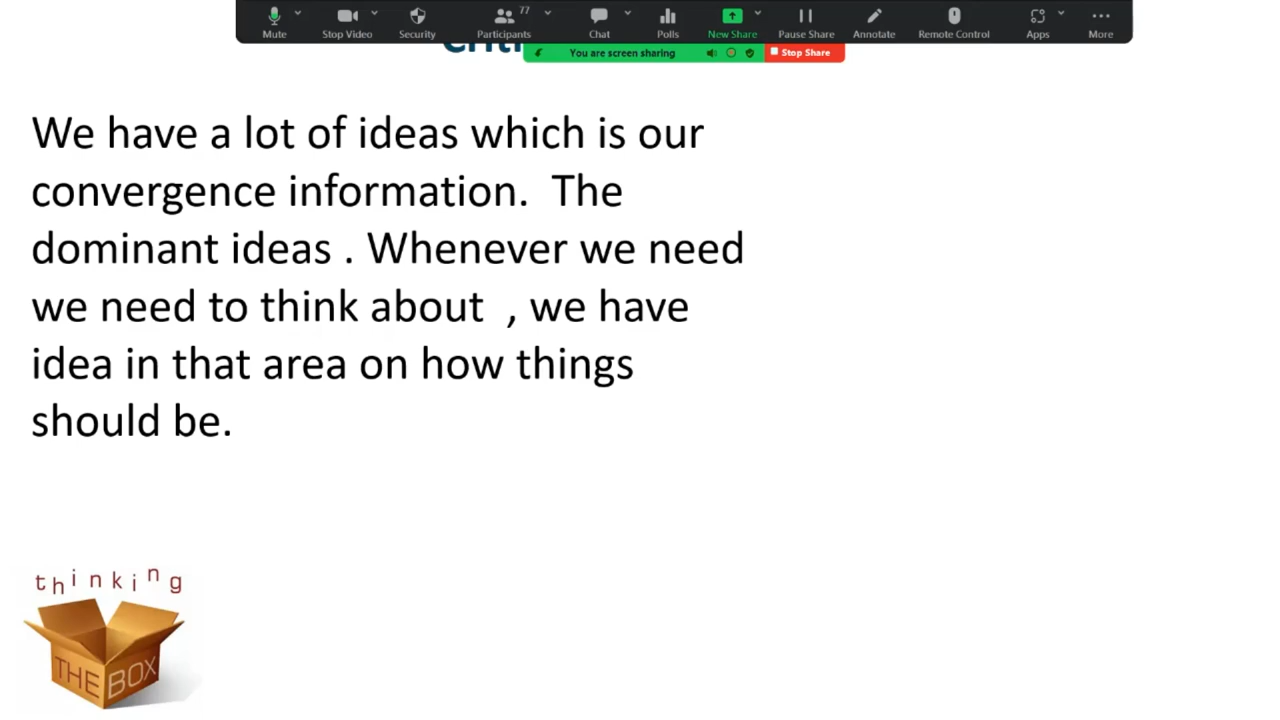 Mute
Stop Video
Security
77
Participants
Chat
Polls
New Share
Pause Share
Annotate
Remote Control
Apps
More
You are screen sharing
Stop Share
We have a lot of ideas which is our
convergence information.  The
dominant ideas . Whenever we need
we need to think about  , we have
idea in that area on how things
should be.
thinking
THE BOX